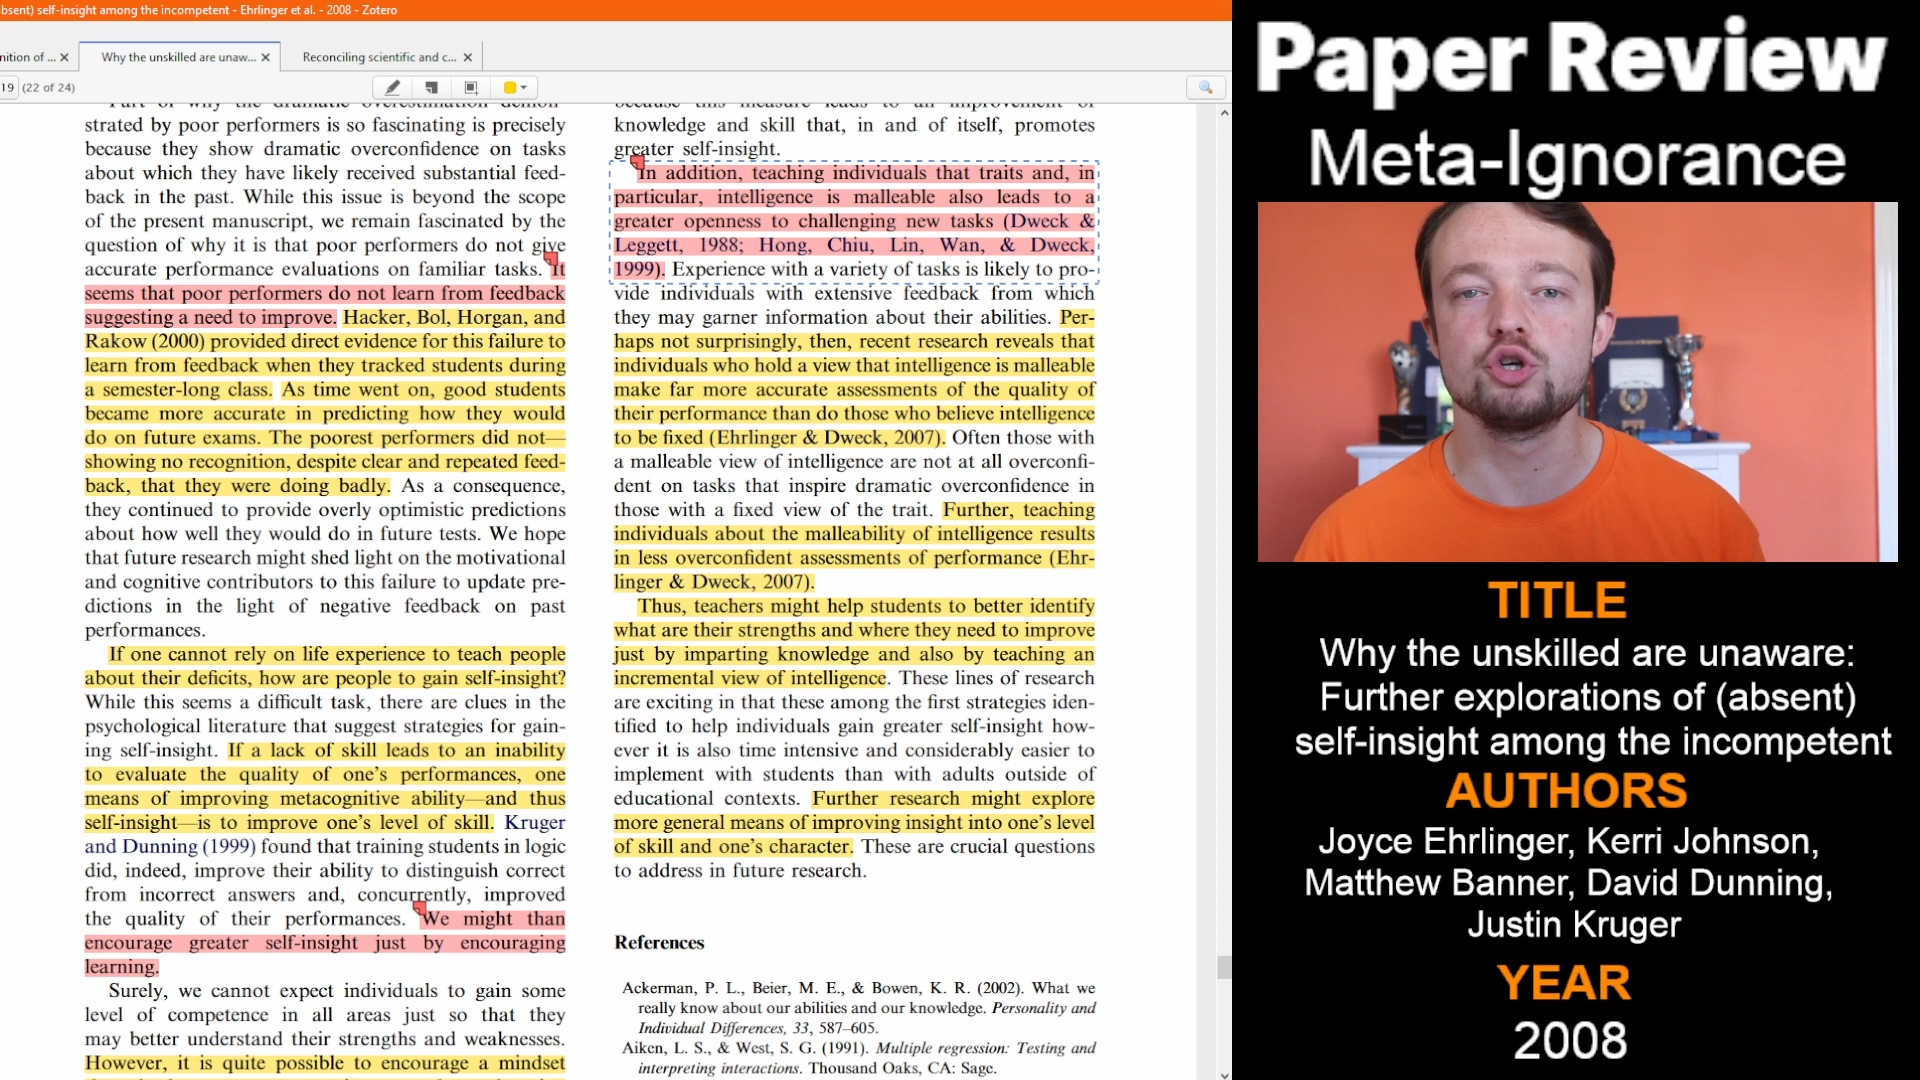 bsent) self-insight among the incompetent - Ehrlinger et al. - 2008 - Zotero
nition of ...
Why the unskilled are unaw...
Reconciling scientific and c...
19 (22 of 24)
Part of why the dramatic overestimation demon-
strated by poor performers is so fascinating is precisely
because they show dramatic overconfidence on tasks
about which they have likely received substantial feed-
back in the past. While this issue is beyond the scope
of the present manuscript, we remain fascinated by the
question of why it is that poor performers do not give
accurate performance evaluations on familiar tasks. It
seems that poor performers do not learn from feedback
suggesting a need to improve. Hacker, Bol, Horgan, and
Rakow (2000) provided direct evidence for this failure to
learn from feedback when they tracked students during
a semester-long class. As time went on, good students
became more accurate in predicting how they would
do on future exams. The poorest performers did not—
showing no recognition, despite clear and repeated feed-
back, that they were doing badly. As a consequence,
they continued to provide overly optimistic predictions
about how well they would do in future tests. We hope
that future research might shed light on the motivational
and cognitive contributors to this failure to update pre-
dictions in the light of negative feedback on past
performances.
If one cannot rely on life experience to teach people
about their deficits, how are people to gain self-insight?
While this seems a difficult task, there are clues in the
psychological literature that suggest strategies for gain-
ing self-insight. If a lack of skill leads to an inability
to evaluate the quality of one's performances, one
means of improving metacognitive ability—and thus
self-insight—is to improve one's level of skill. Kruger
and Dunning (1999) found that training students in logic
did, indeed, improve their ability to distinguish correct
from incorrect answers and, concurrently, improved
the quality of their performances. We might than
encourage greater self-insight just by encouraging
learning.
Surely, we cannot expect individuals to gain some
level of competence in all areas just so that they
may better understand their strengths and weaknesses.
However, it is quite possible to encourage a mindset
because this measure leads to an improvement of
knowledge and skill that, in and of itself, promotes
greater self-insight.
In addition, teaching individuals that traits and, in
particular, intelligence is malleable also leads to a
greater openness to challenging new tasks (Dweck &
Leggett, 1988; Hong, Chiu, Lin, Wan, & Dweck,
1999). Experience with a variety of tasks is likely to pro-
vide individuals with extensive feedback from which
they may garner information about their abilities. Per-
haps not surprisingly, then, recent research reveals that
individuals who hold a view that intelligence is malleable
make far more accurate assessments of the quality of
their performance than do those who believe intelligence
to be fixed (Ehrlinger & Dweck, 2007). Often those with
a malleable view of intelligence are not at all overconfi-
dent on tasks that inspire dramatic overconfidence in
those with a fixed view of the trait. Further, teaching
individuals about the malleability of intelligence results
in less overconfident assessments of performance (Ehr-
linger & Dweck, 2007).
Thus, teachers might help students to better identify
what are their strengths and where they need to improve
just by imparting knowledge and also by teaching an
incremental view of intelligence. These lines of research
are exciting in that these among the first strategies iden-
tified to help individuals gain greater self-insight how-
ever it is also time intensive and considerably easier to
implement with students than with adults outside of
educational contexts. Further research might explore
more general means of improving insight into one's level
of skill and one's character. These are crucial questions
to address in future research.
References
Ackerman, P. L., Beier, M. E., & Bowen, K. R. (2002). What we
really know about our abilities and our knowledge. Personality and
Individual Differences, 33, 587–605.
Aiken, L. S., & West, S. G. (1991). Multiple regression: Testing and
interpreting interactions. Thousand Oaks, CA: Sage.
Paper Review
Meta-Ignorance
TITLE
Why the unskilled are unaware:
Further explorations of (absent)
self-insight among the incompetent
AUTHORS
Joyce Ehrlinger, Kerri Johnson,
Matthew Banner, David Dunning,
Justin Kruger
YEAR
2008